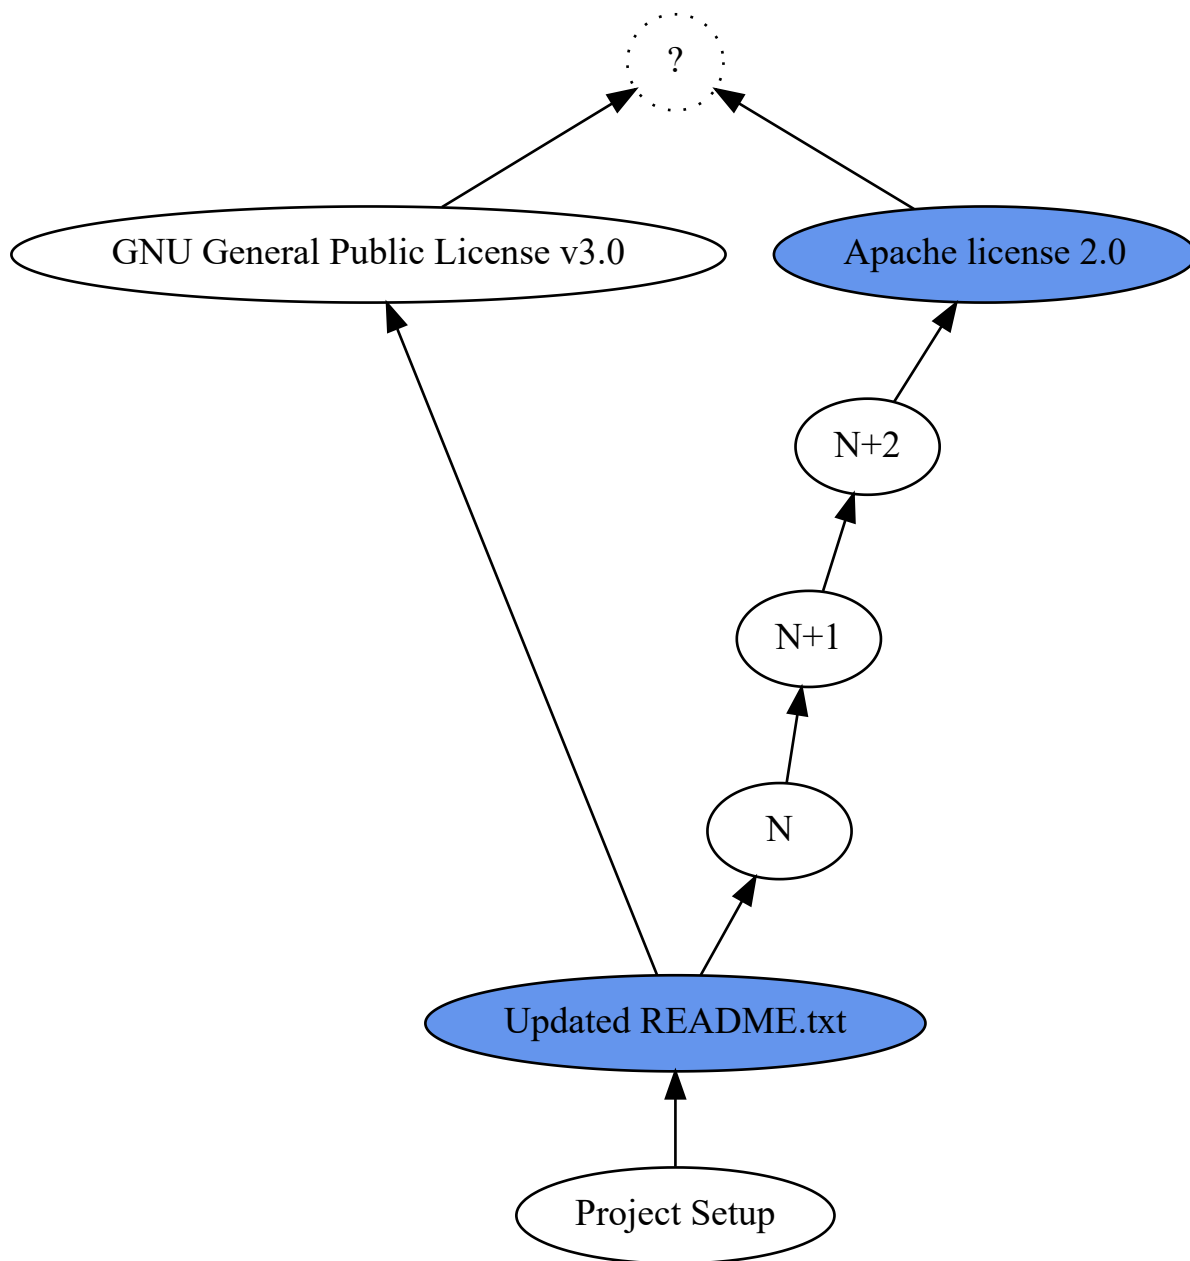 ?
GNU General Public License v3.0
Apache license 2.0
N+2
N+1
N
Updated README.txt
Project Setup